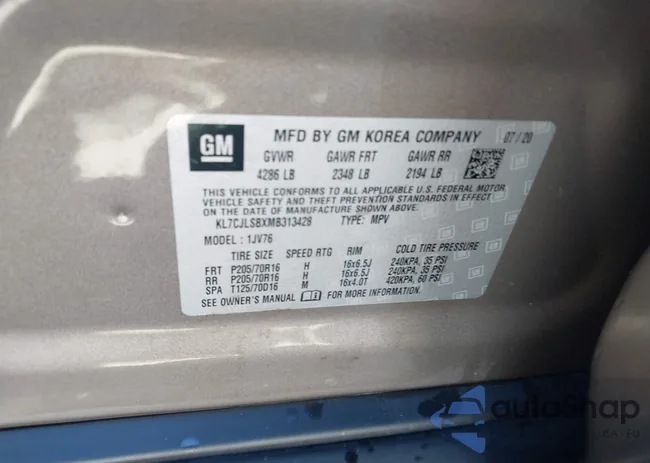 GM
MFD BY GM KOREA COMPANY 07/20
GVWR GAWR FRT GAWR RR
4286 LB 2348 LB 2194 LB
THIS VEHICLE CONFORMS TO ALL APPLICABLE U.S. FEDERAL MOTOR
VEHICLE SAFETY AND THEFT PREVENTION STANDARDS IN EFFECT
ON THE DATE OF MANUFACTURE SHOWN ABOVE.
KL7CJLSBXMB313428 TYPE: MPV
MODEL: 1JV76
TIRE SIZE SPEED RTG RIM COLD TIRE PRESSURE
FRT P205/70R16 H 16x6.5J 240KPA, 35 PSI
RR P205/70R16 H 16x6.5J 240KPA, 35 PSI
SPA T125/70D16 M 16x4.0T 420KPA, 60 PSI
SEE OWNER'S MANUAL FOR MORE INFORMATION.
autoSnap